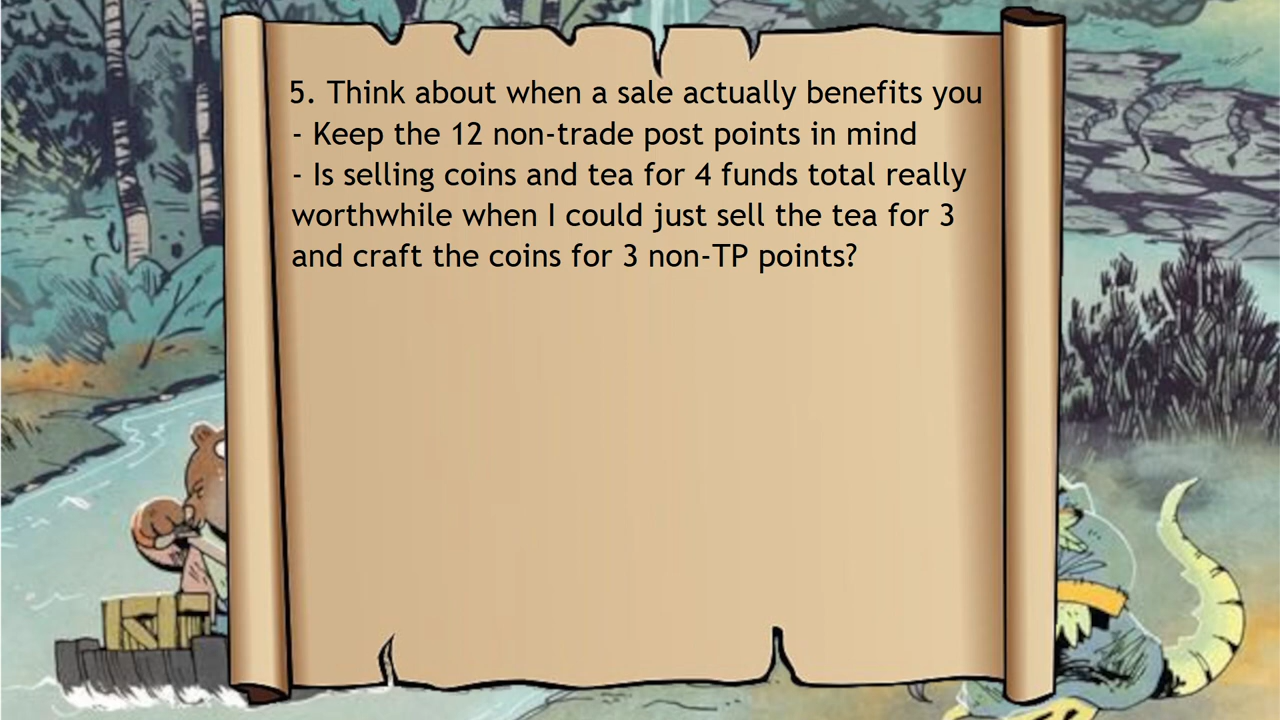 5. Think about when a sale actually benefits you
- Keep the 12 non-trade post points in mind
- Is selling coins and tea for 4 funds total really
worthwhile when I could just sell the tea for 3
and craft the coins for 3 non-TP points?